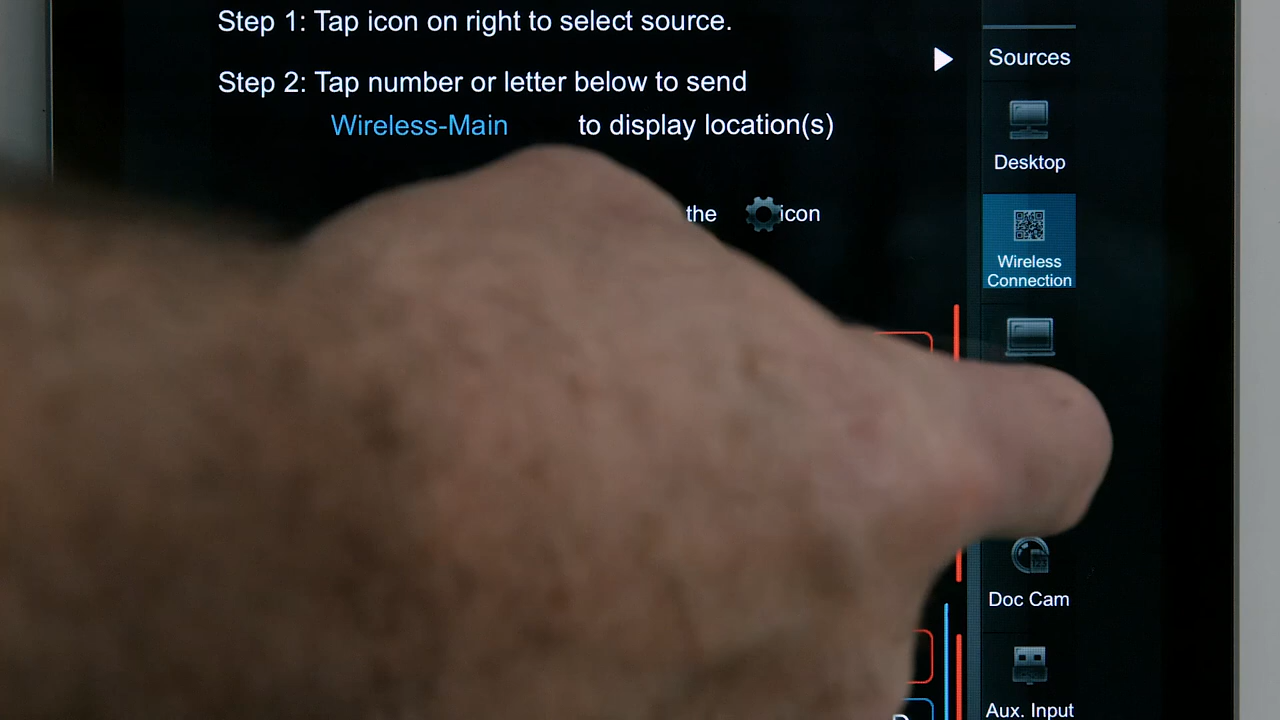 Step 1: Tap icon on right to select source.
Step 2: Tap number or letter below to send
Wireless-Main to display location(s)
the icon
Sources
Desktop
Wireless
Connection
Doc Cam
Aux. Input